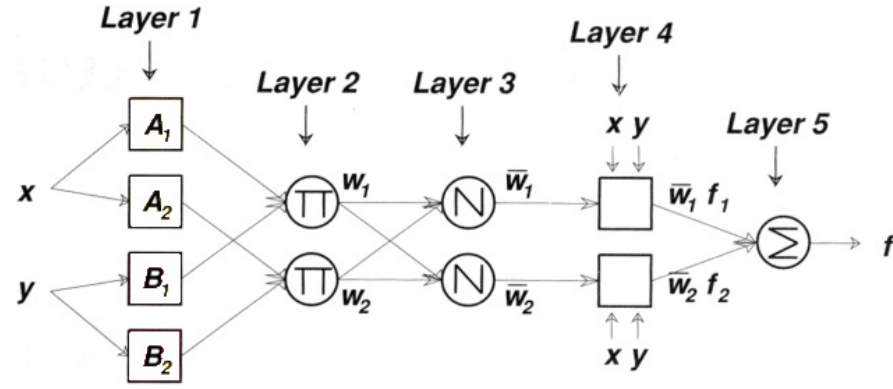 Layer 1
Layer 4
Layer 2
Layer 3
x y
Layer 5
A₁
x
A₂
Π
w₁
N
w̅₁
w̅₁ f₁
Σ
f
y
B₁
Π
w₂
N
w̅₂
w̅₂ f₂
B₂
x y